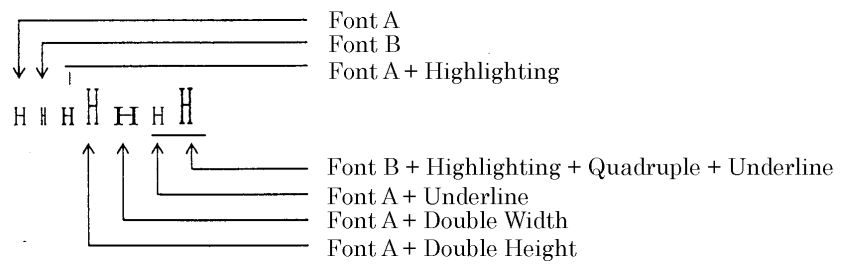 Font A
Font B
Font A + Highlighting
H H H H H H H
Font B + Highlighting + Quadruple + Underline
Font A + Underline
Font A + Double Width
Font A + Double Height